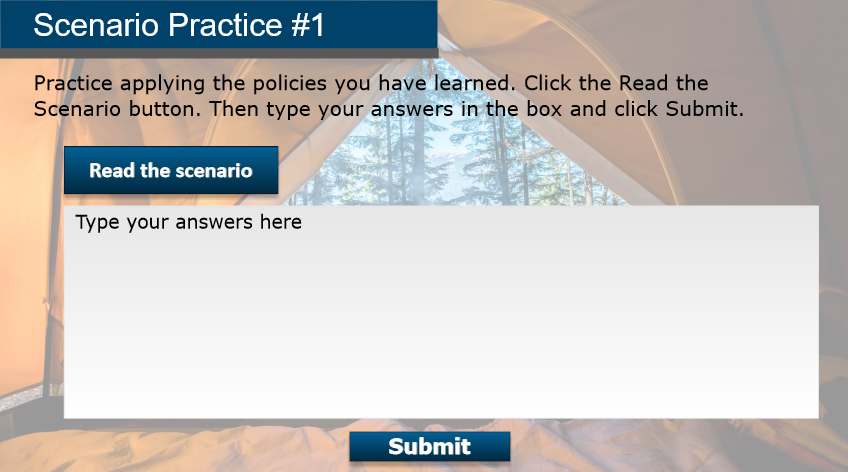 Scenario Practice #1
Practice applying the policies you have learned. Click the Read the
Scenario button. Then type your answers in the box and click Submit.
Read the scenario
Type your answers here
Submit